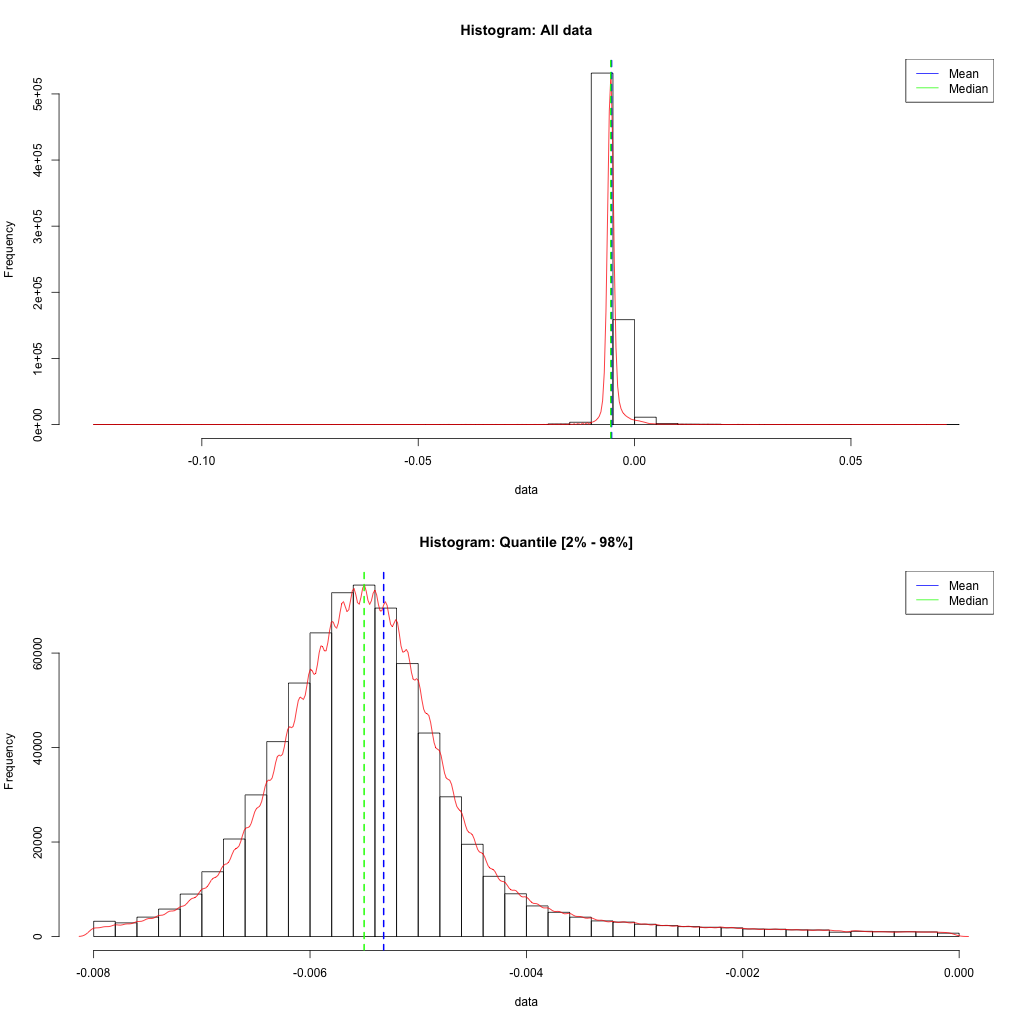 Histogram: All data
Mean
Median
Frequency
5e+05
4e+05
3e+05
2e+05
1e+05
0e+00
-0.10 -0.05 0.00 0.05
data
Histogram: Quantile [2% - 98%]
Mean
Median
Frequency
60000
40000
20000
0
-0.008 -0.006 -0.004 -0.002 0.000
data